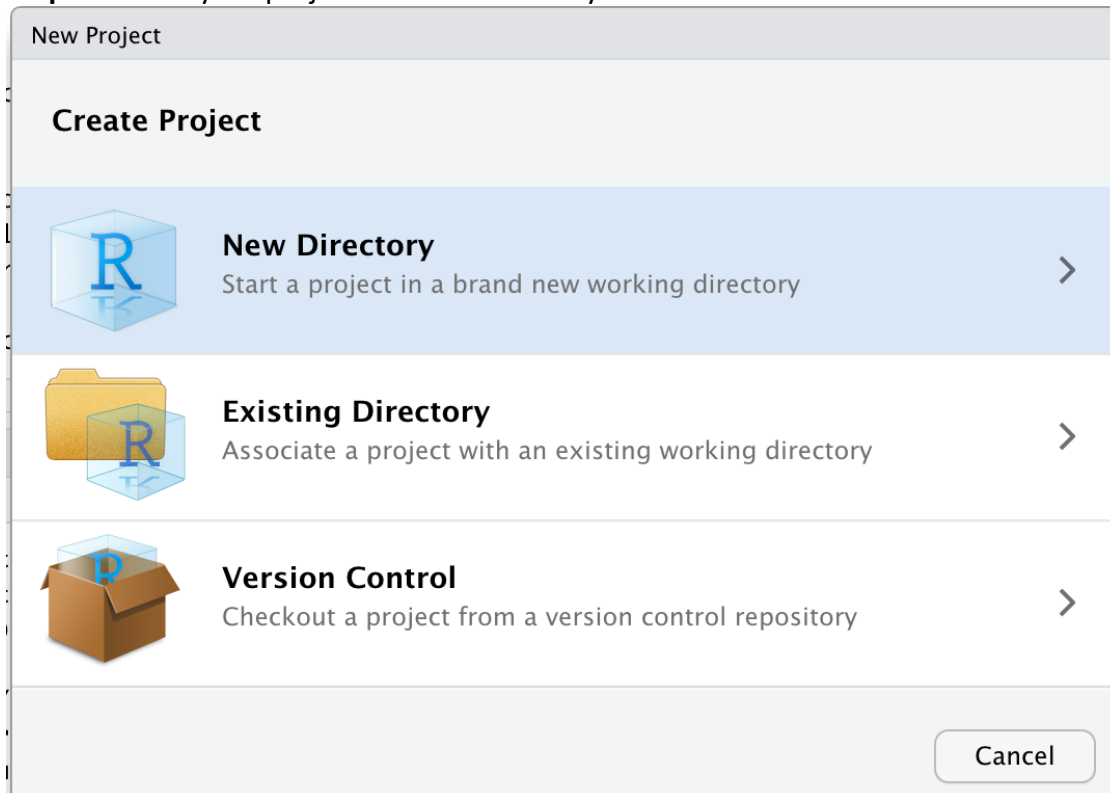 New Project
Create Project
New Directory
Start a project in a brand new working directory
Existing Directory
Associate a project with an existing working directory
Version Control
Checkout a project from a version control repository
Cancel